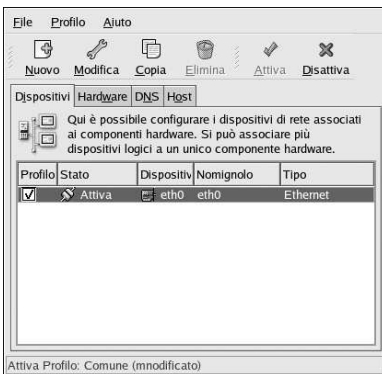 File Profilo Aiuto
Nuovo Modifica Copia Elimina Attiva Disattiva
Dispositivi Hardware DNS Host
Qui è possibile configurare i dispositivi di rete associati
ai componenti hardware. Si può associare più
dispositivi logici a un unico componente hardware.
Profilo Stato Dispositiv Nomignolo Tipo
Attiva eth0 eth0 Ethernet
Attiva Profilo: Comune (mnodificato)